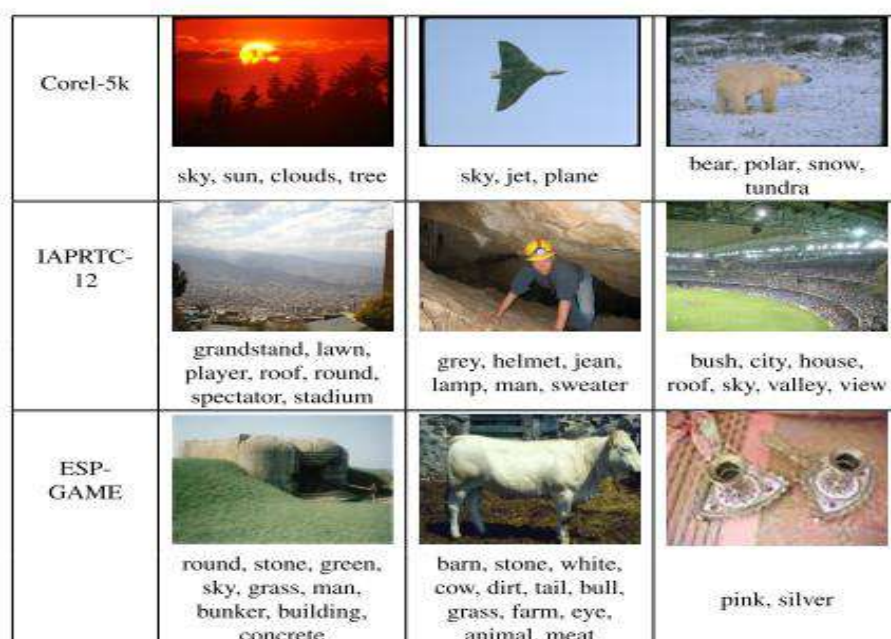 Corel-5k
sky, sun, clouds, tree
sky, jet, plane
bear, polar, snow,
tundra
IAPRTC-
12
grandstand, lawn,
player, roof, round,
spectator, stadium
grey, helmet, jean,
lamp, man, sweater
bush, city, house,
roof, sky, valley, view
ESP-
GAME
round, stone, green,
sky, grass, man,
bunker, building,
concrete
barn, stone, white,
cow, dirt, tail, bull,
grass, farm, eye,
animal, meat
pink, silver